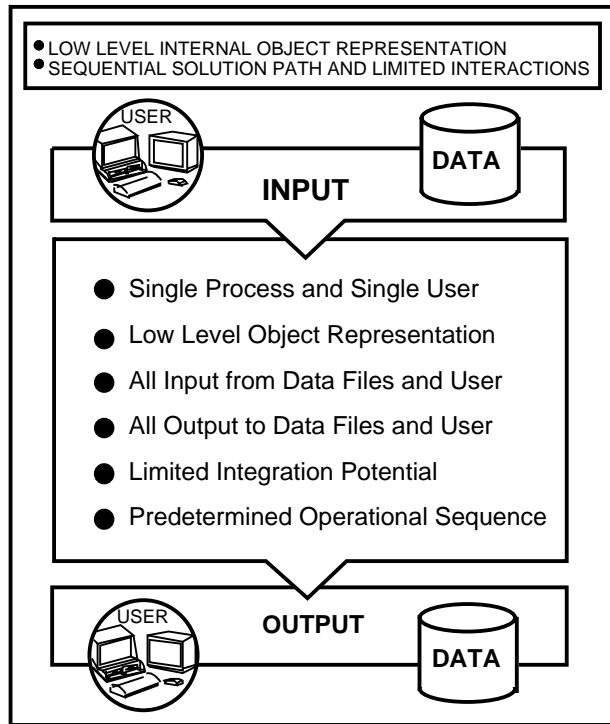 ● LOW LEVEL INTERNAL OBJECT REPRESENTATION
● SEQUENTIAL SOLUTION PATH AND LIMITED INTERACTIONS
USER
DATA
INPUT
● Single Process and Single User
● Low Level Object Representation
● All Input from Data Files and User
● All Output to Data Files and User
● Limited Integration Potential
● Predetermined Operational Sequence
USER
OUTPUT
DATA